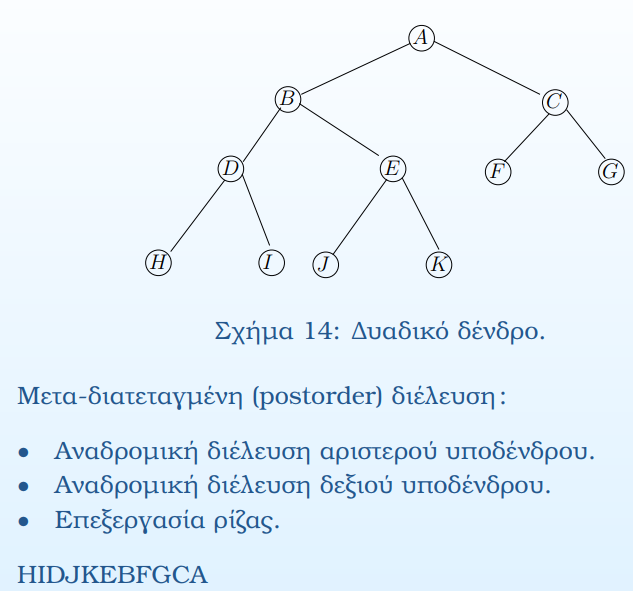 A
B
C
D
E
F
G
H
I
J
K
Σχήμα 14: Δυαδικό δένδρο.
Μετα-διατεταγμένη (postorder) διέλευση:
• Αναδρομική διέλευση αριστερού υποδένδρου.
• Αναδρομική διέλευση δεξιού υποδένδρου.
• Επεξεργασία ρίζας.
HIDJKEBFGCA